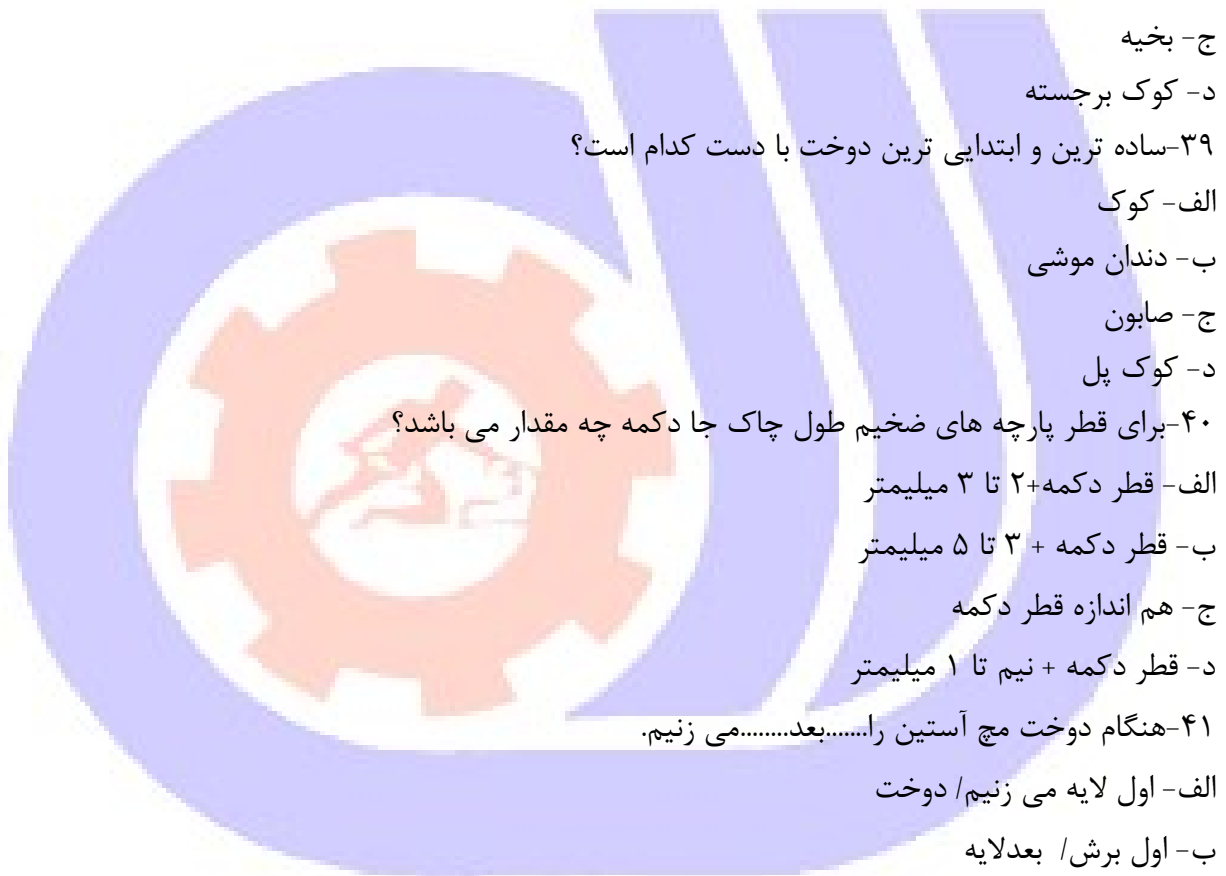 ج- بخیه
د- کوک برجسته
۳۹-ساده ترین و ابتدایی ترین دوخت با دست کدام است؟
الف- کوک
ب- دندان موشی
ج- صابون
د- کوک پل
۴۰-برای قطر پارچه های ضخیم طول چاک جا دکمه چه مقدار می باشد؟
الف- قطر دکمه+۲ تا ۳ میلیمتر
ب- قطر دکمه + ۳ تا ۵ میلیمتر
ج- هم اندازه قطر دکمه
د- قطر دکمه + نیم تا ۱ میلیمتر
۴۱-هنگام دوخت مچ آستین را.......بعد........می زنیم.
الف- اول لایه می زنیم/ دوخت
ب- اول برش/ بعدلایه